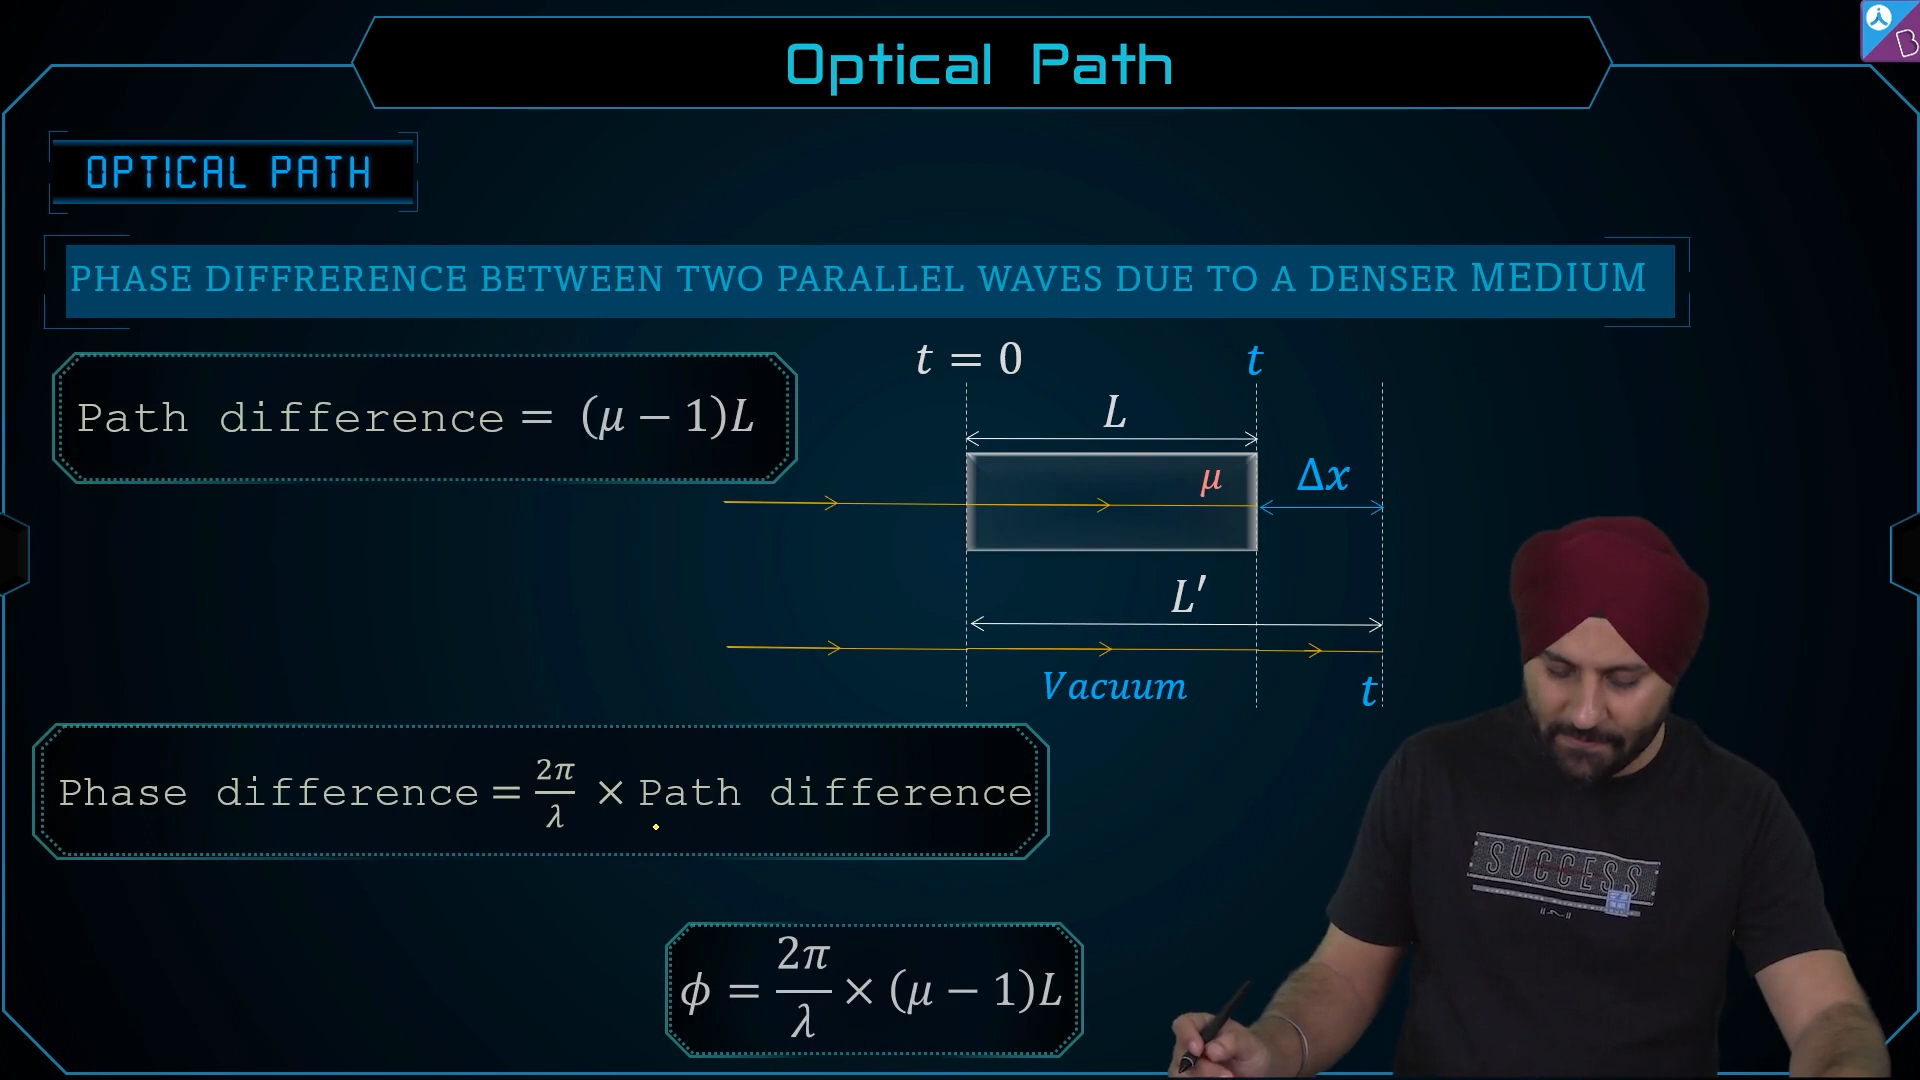 Optical Path
B
OPTICAL PATH
PHASE DIFFRERENCE BETWEEN TWO PARALLEL WAVES DUE TO A DENSER MEDIUM
t = 0
t
Path difference = (μ − 1)L
L
μ
Δx
L′
Vacuum
t
Phase difference = 2π/λ × Path difference
SUCCESS
ϕ = 2π/λ × (μ − 1)L